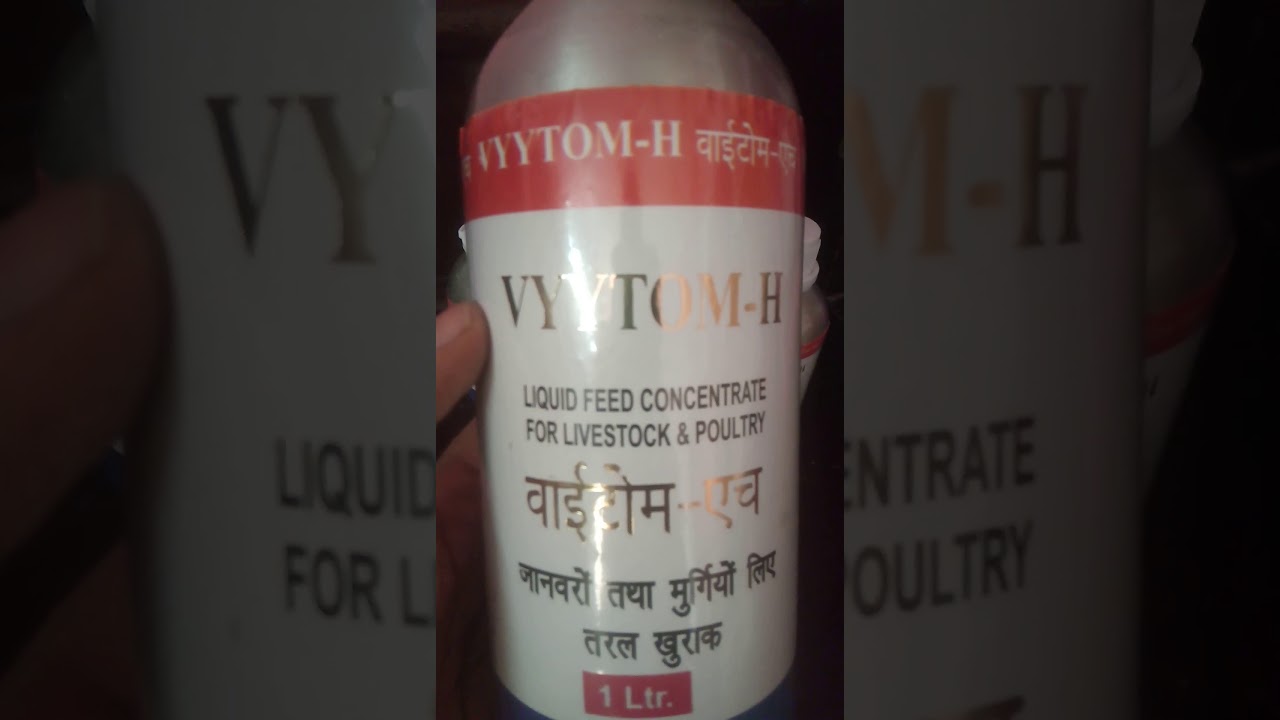 VYYTOM-H वाईटोम-एच
VYYTOM-H
LIQUID FEED CONCENTRATE
FOR LIVESTOCK & POULTRY
वाईटोम-एच
जानवरों तथा मुर्गियों लिए
तरल खुराक
1 Ltr.